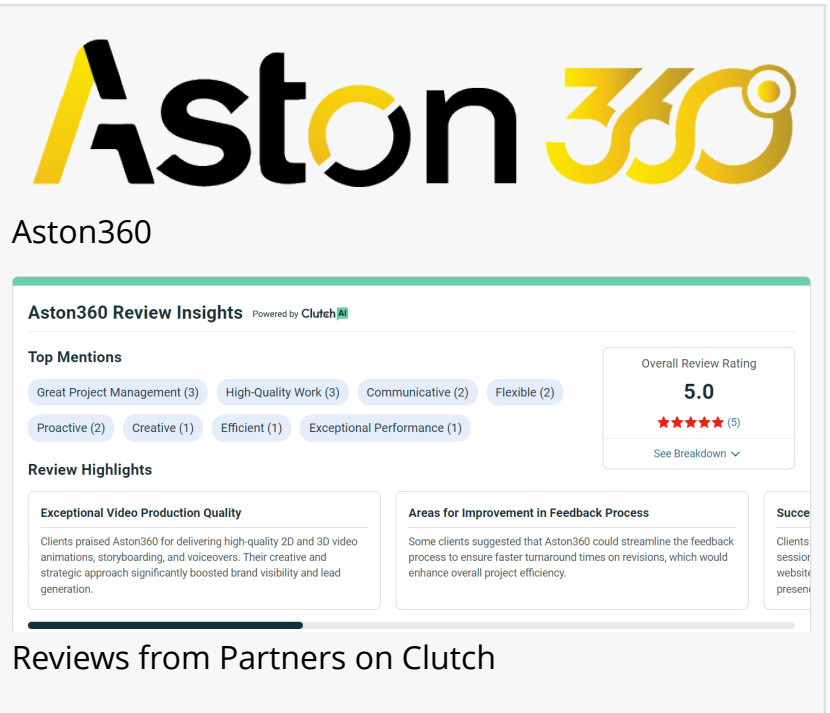 Aston 360
Aston360
Aston360 Review Insights Powered by Clutch AI
Top Mentions
Great Project Management (3) High-Quality Work (3) Communicative (2) Flexible (2)
Proactive (2) Creative (1) Efficient (1) Exceptional Performance (1)
Overall Review Rating
5.0
(5)
See Breakdown
Review Highlights
Exceptional Video Production Quality
Clients praised Aston360 for delivering high-quality 2D and 3D video
animations, storyboarding, and voiceovers. Their creative and
strategic approach significantly boosted brand visibility and lead
generation.
Areas for Improvement in Feedback Process
Some clients suggested that Aston360 could streamline the feedback
process to ensure faster turnaround times on revisions, which would
enhance overall project efficiency.
Clients
Reviews from Partners on Clutch